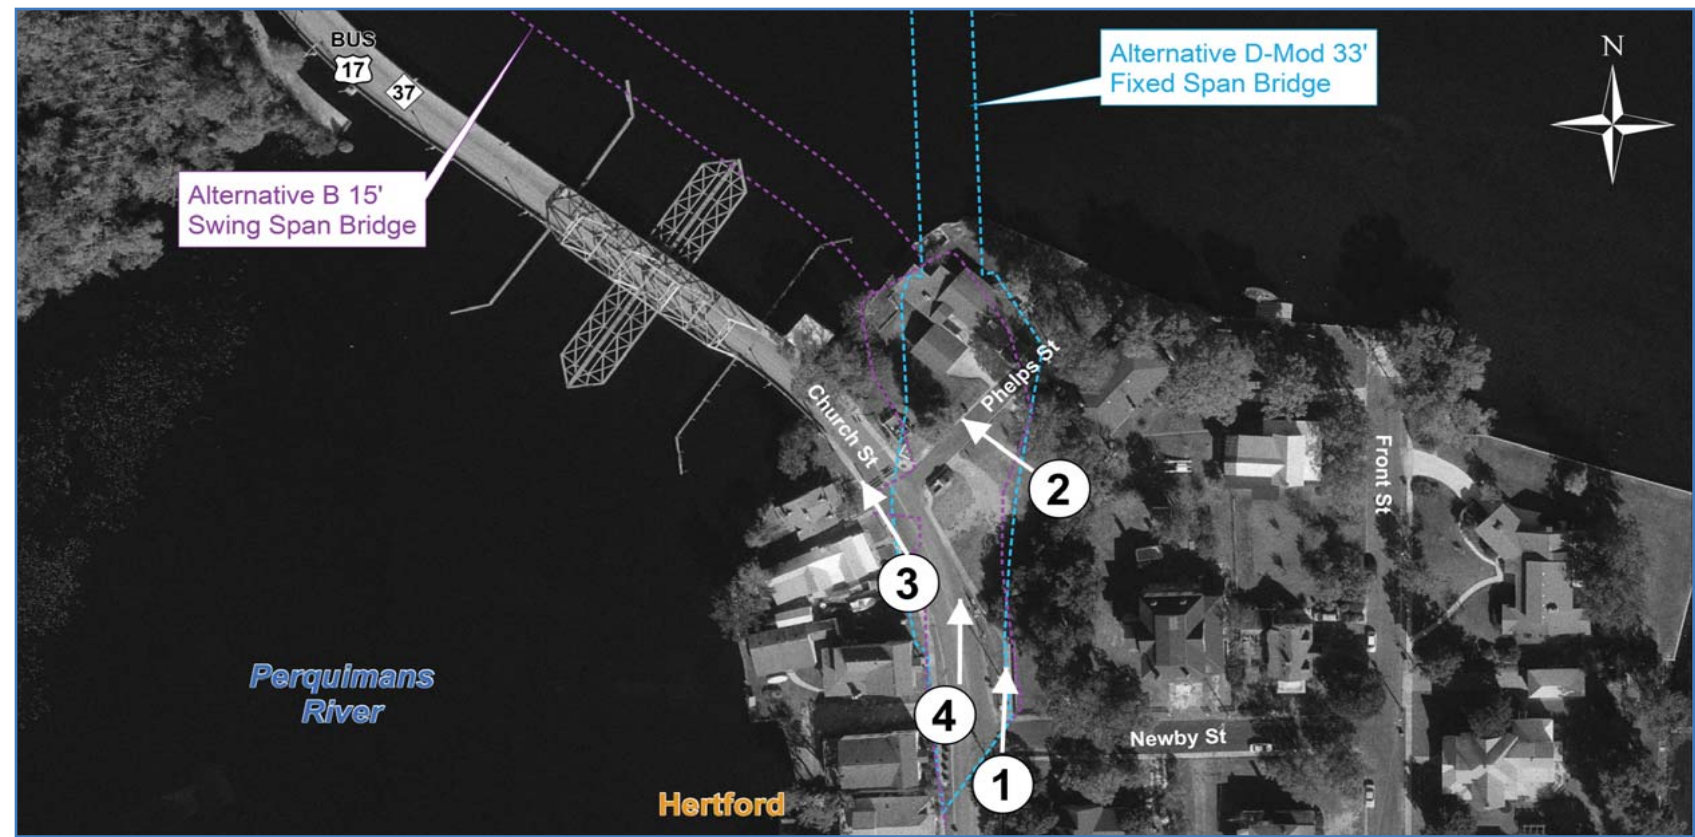 BUS
17
37
Alternative D-Mod 33'
Fixed Span Bridge
N
Alternative B 15'
Swing Span Bridge
Phelps St
Church St
Front St
2
3
Perquimans
River
4
Newby St
1
Hertford